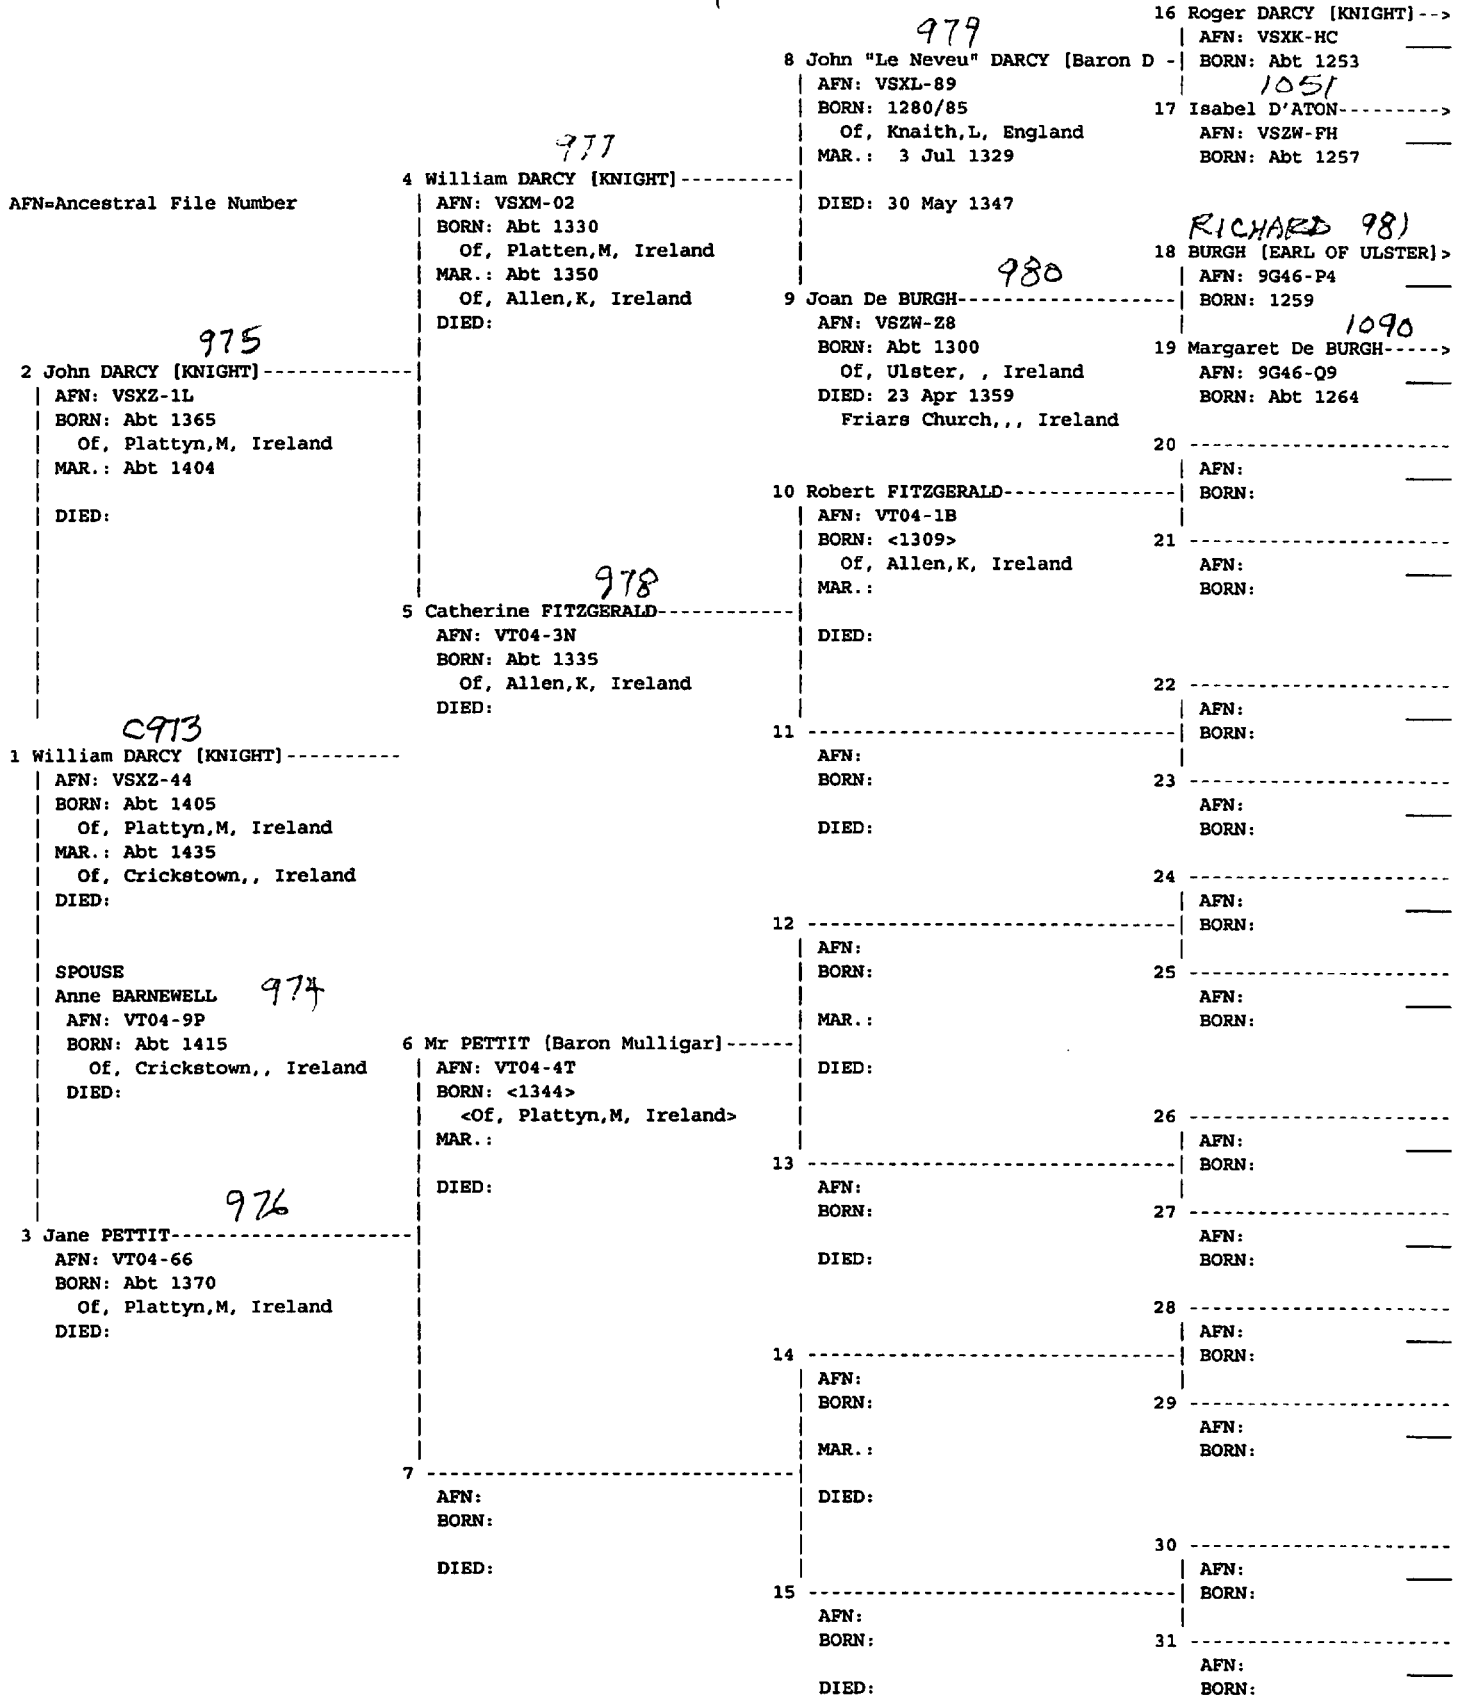 AFN=Ancestral File Number
C973
1 William DARCY [KNIGHT]----------
AFN: VSXZ-44
BORN: Abt 1405
Of, Plattyn,M, Ireland
MAR.: Abt 1435
Of, Crickstown,, Ireland
DIED:
SPOUSE
Anne BARNEWELL 974
AFN: VT04-9P
BORN: Abt 1415
Of, Crickstown,, Ireland
DIED:
975
2 John DARCY [KNIGHT]-------------
AFN: VSXZ-1L
BORN: Abt 1365
Of, Plattyn,M, Ireland
MAR.: Abt 1404
DIED:
976
3 Jane PETTIT---------------------
AFN: VT04-66
BORN: Abt 1370
Of, Plattyn,M, Ireland
DIED:
977
4 William DARCY [KNIGHT]----------
AFN: VSXM-02
BORN: Abt 1330
Of, Platten,M, Ireland
MAR.: Abt 1350
Of, Allen,K, Ireland
DIED:
978
5 Catherine FITZGERALD------------
AFN: VT04-3N
BORN: Abt 1335
Of, Allen,K, Ireland
DIED:
6 Mr PETTIT [Baron Mulligar]------
AFN: VT04-4T
BORN: <1344>
<Of, Plattyn,M, Ireland>
MAR.:
DIED:
7 --------------------------------
AFN:
BORN:
DIED:
979
8 John "Le Neveu" DARCY [Baron D -
AFN: VSXL-89
BORN: 1280/85
Of, Knaith,L, England
MAR.: 3 Jul 1329
DIED: 30 May 1347
980
9 Joan De BURGH-------------------
AFN: VSZW-Z8
BORN: Abt 1300
Of, Ulster, , Ireland
DIED: 23 Apr 1359
Friars Church,,, Ireland
10 Robert FITZGERALD---------------
AFN: VT04-1B
BORN: <1309>
Of, Allen,K, Ireland
MAR.:
DIED:
11 --------------------------------
AFN:
BORN:
DIED:
12 --------------------------------
AFN:
BORN:
MAR.:
DIED:
13 --------------------------------
AFN:
BORN:
DIED:
14 --------------------------------
AFN:
BORN:
MAR.:
DIED:
15 --------------------------------
AFN:
BORN:
DIED:
16 Roger DARCY [KNIGHT]-->
AFN: VSXK-HC
BORN: Abt 1253
1051
17 Isabel D'ATON--------->
AFN: VSZW-FH
BORN: Abt 1257
RICHARD 981
18 BURGH [EARL OF ULSTER]>
AFN: 9G46-P4
BORN: 1259
1090
19 Margaret De BURGH----->
AFN: 9G46-Q9
BORN: Abt 1264
20 -----------------------
AFN:
BORN:
21 -----------------------
AFN:
BORN:
22 -----------------------
AFN:
BORN:
23 -----------------------
AFN:
BORN:
24 -----------------------
AFN:
BORN:
25 -----------------------
AFN:
BORN:
26 -----------------------
AFN:
BORN:
27 -----------------------
AFN:
BORN:
28 -----------------------
AFN:
BORN:
29 -----------------------
AFN:
BORN:
30 -----------------------
AFN:
BORN:
31 -----------------------
AFN:
BORN: